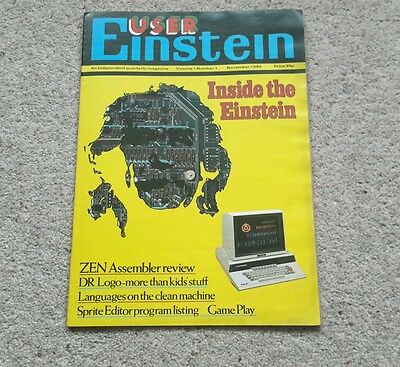 USER
Einstein
An independent quarterly magazine Volume 1 Number 1 November 1984 Price 95p
Inside the
Einstein
ZEN Assembler review
DR Logo-more than kids' stuff
Languages on the clean machine
Sprite Editor program listing Game Play